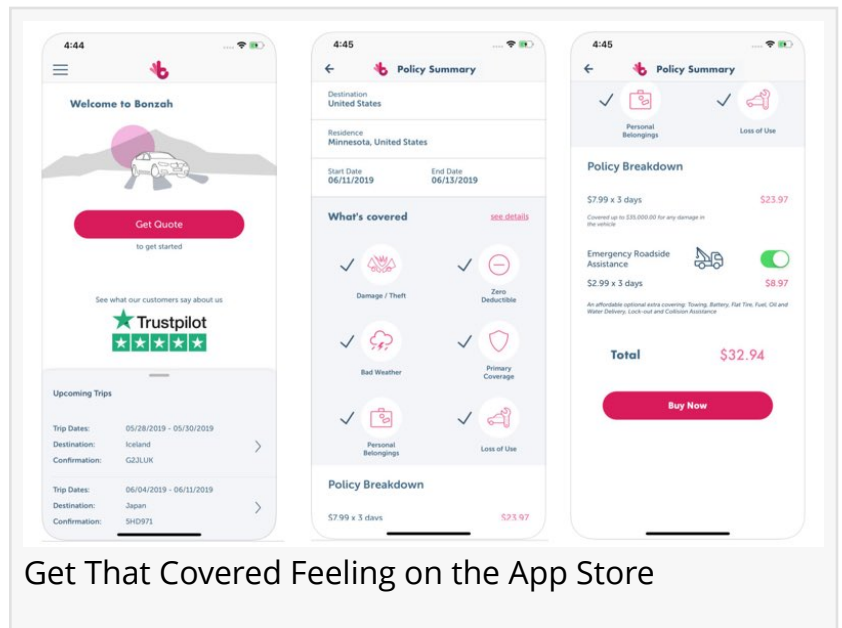 4:44
Welcome to Bonzah
Get Quote
to get started
See what our customers say about us
Trustpilot
Upcoming Trips
Trip Dates: 05/28/2019 - 05/30/2019
Destination: Iceland
Confirmation: G2JLUK
Trip Dates: 06/04/2019 - 06/11/2019
Destination: Japan
Confirmation: SHD971
4:45
Policy Summary
Destination
United States
Residence
Minnesota, United States
Start Date End Date
06/11/2019 06/13/2019
What's covered see details
Damage / Theft
Zero
Deductible
Bad Weather
Primary
Coverage
Personal
Belongings
Loss of Use
Policy Breakdown
$7.99 x 3 days $23.97
4:45
Policy Summary
Personal
Belongings
Loss of Use
Policy Breakdown
$7.99 x 3 days $23.97
Covered up to $35,000.00 for any damage in
the vehicle
Emergency Roadside
Assistance
$2.99 x 3 days $8.97
An affordable optional extra covering: Towing, Battery, Flat Tire, Fuel, Oil and
Water Delivery, Lock-out and Collision Assistance
Total $32.94
Buy Now
Get That Covered Feeling on the App Store